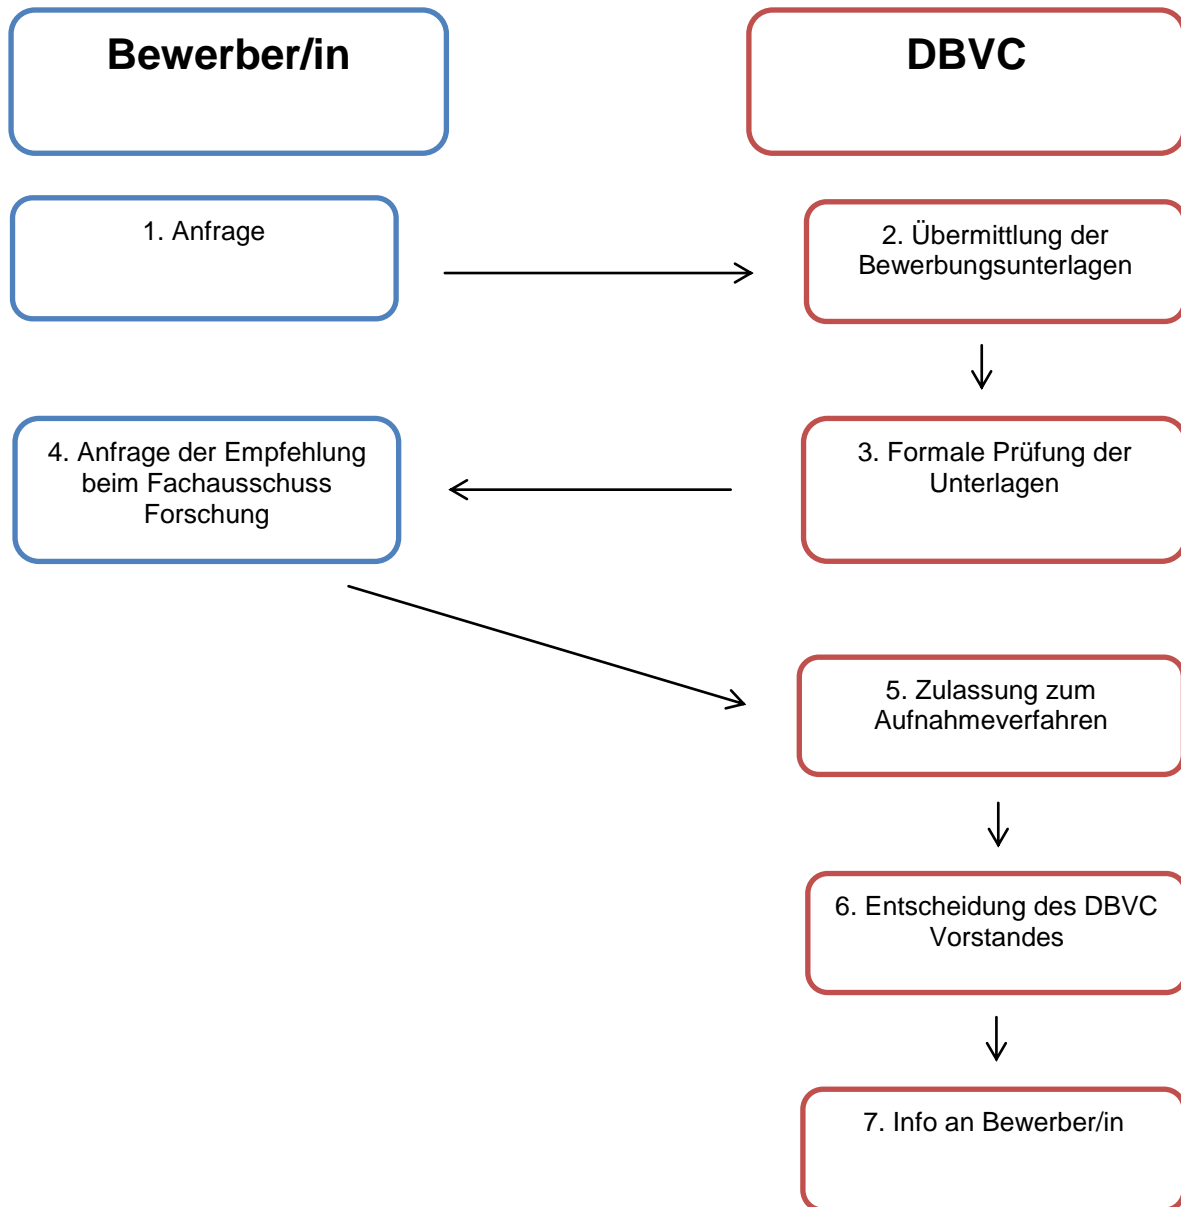 Bewerber/in
DBVC
1. Anfrage
2. Übermittlung der
Bewerbungsunterlagen
3. Formale Prüfung der
Unterlagen
4. Anfrage der Empfehlung
beim Fachausschuss
Forschung
5. Zulassung zum
Aufnahmeverfahren
6. Entscheidung des DBVC
Vorstandes
7. Info an Bewerber/in